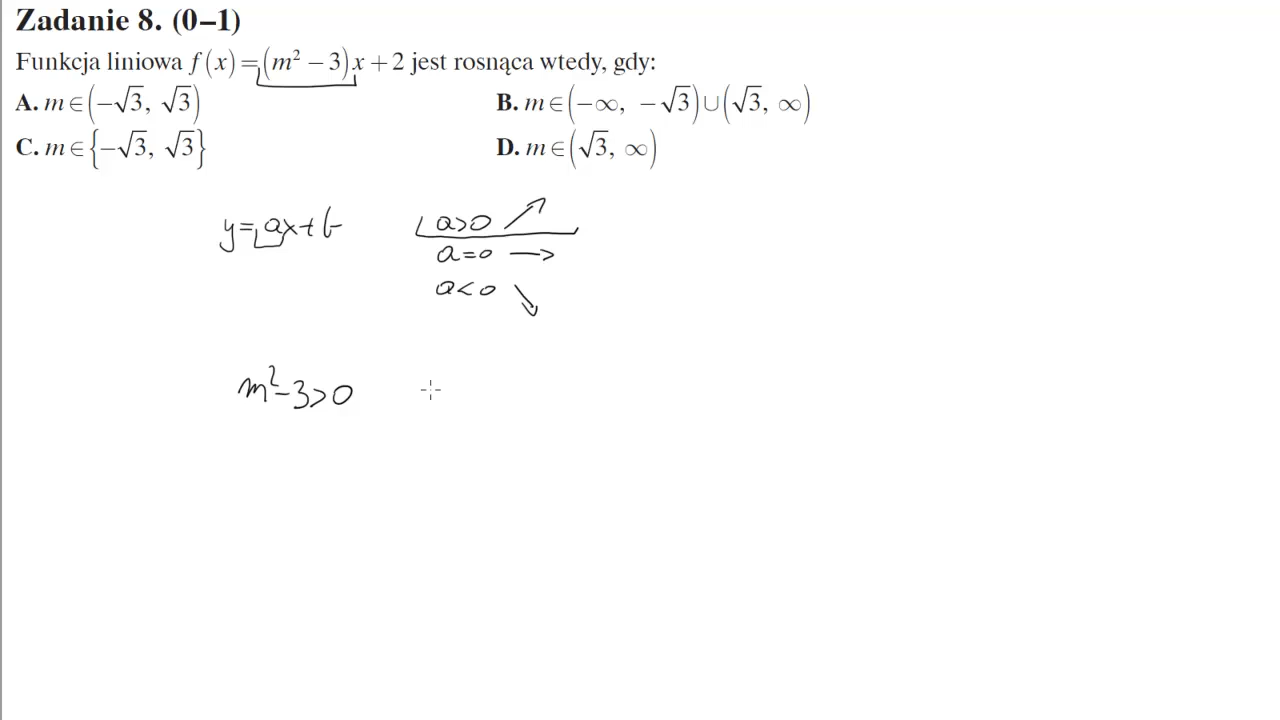 Zadanie 8. (0–1)
Funkcja liniowa f(x)=(m² − 3)x + 2 jest rosnąca wtedy, gdy:
A. m∈(−√3, √3) B. m∈(−∞, −√3)∪(√3, ∞)
C. m∈{−√3, √3} D. m∈(√3, ∞)
y=ax+b a>0
a=0
a<0
m²-3>0